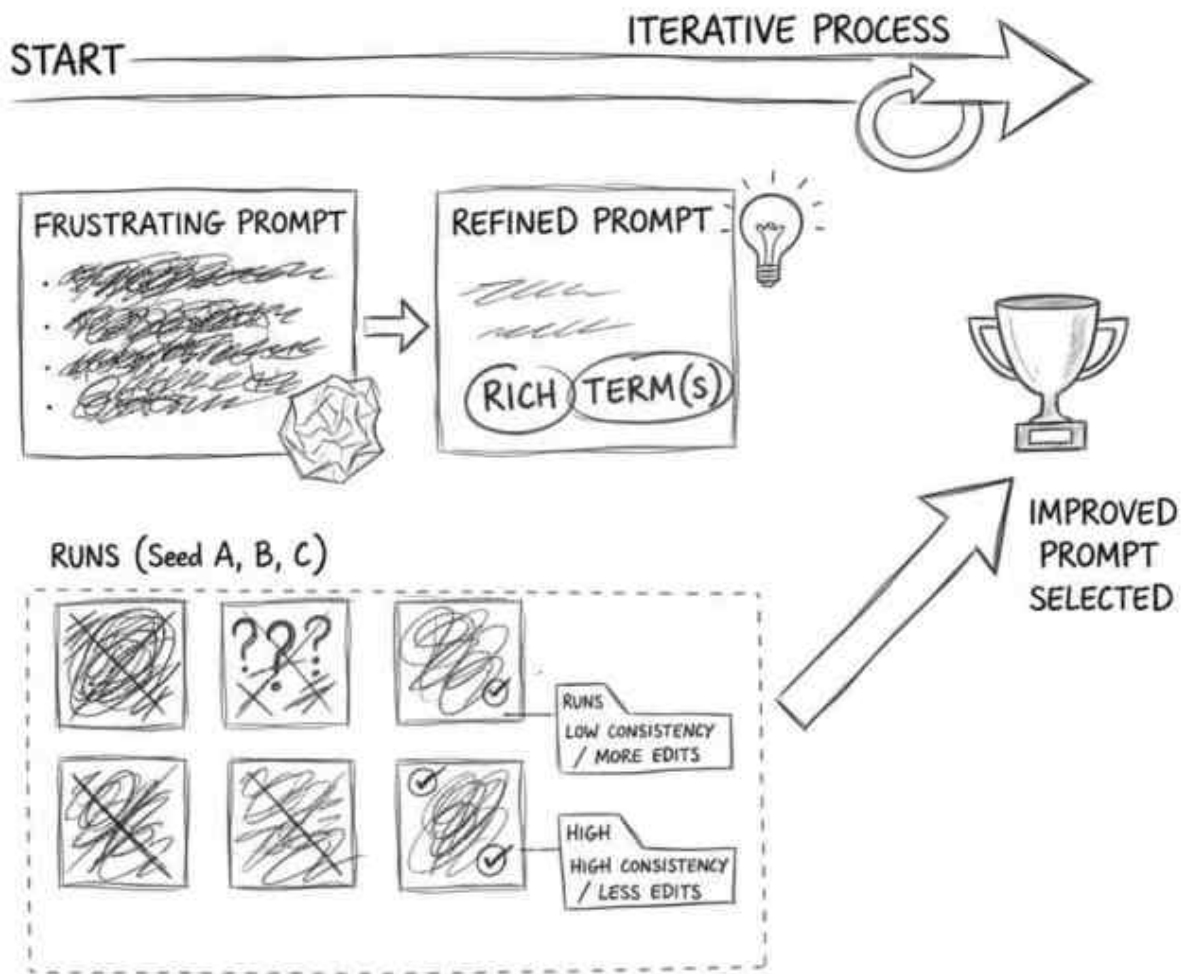 START
ITERATIVE PROCESS
FRUSTRATING PROMPT
REFINED PROMPT
RICH TERM(S)
RUNS (Seed A, B, C)
? ? ?
RUNS
LOW CONSISTENCY
/ MORE EDITS
HIGH
HIGH CONSISTENCY
/ LESS EDITS
IMPROVED
PROMPT
SELECTED